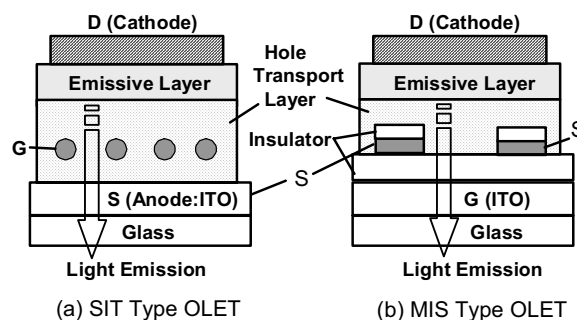 D (Cathode)
Emissive Layer
G
S (Anode:ITO)
Glass
Light Emission
(a) SIT Type OLET
Hole
Transport
Layer
Insulator
S
D (Cathode)
Emissive Layer
S
G (ITO)
Glass
Light Emission
(b) MIS Type OLET